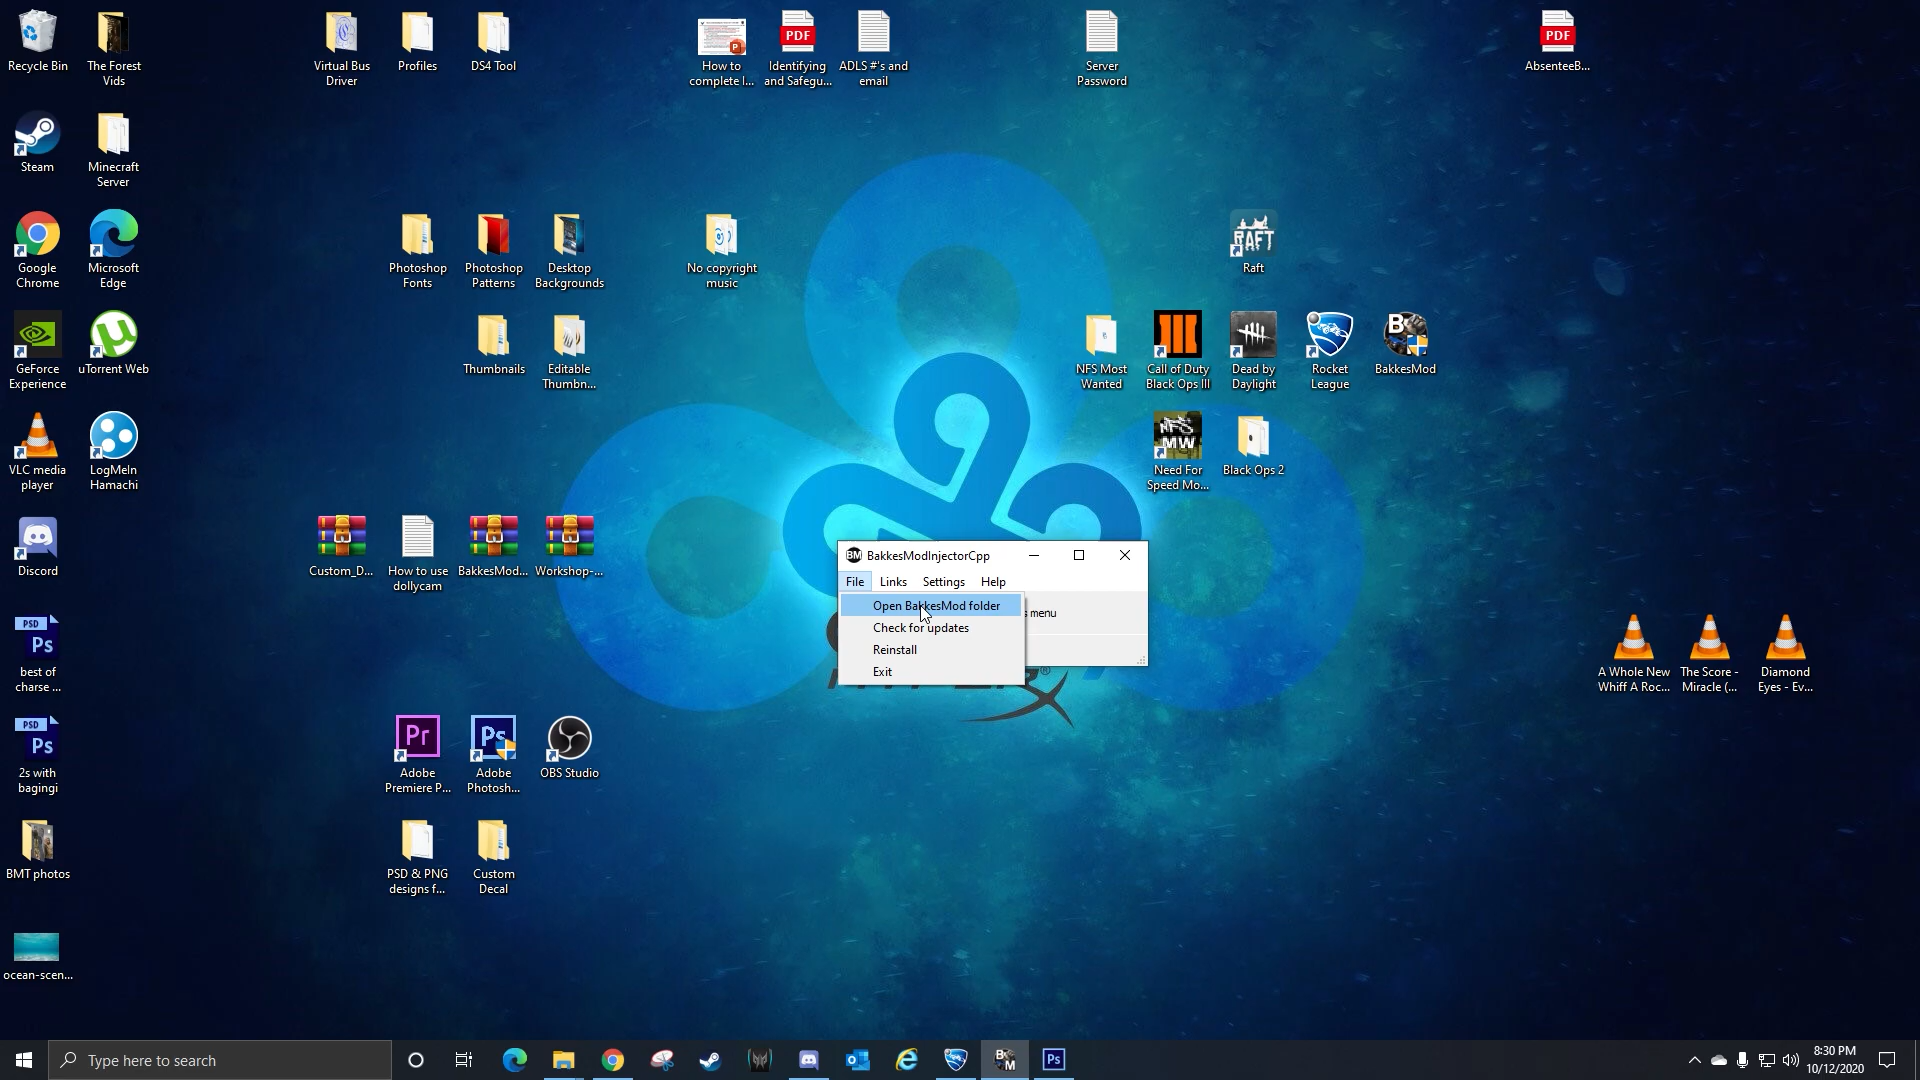 Recycle Bin
The Forest
Vids
Virtual Bus
Driver
Profiles
DS4 Tool
How to
complete I...
PDF
Identifying
and Safegu...
ADLS #'s and
email
Server
Password
PDF
AbsenteeB...
Steam
Minecraft
Server
Google
Chrome
Microsoft
Edge
Photoshop
Fonts
Photoshop
Patterns
Desktop
Backgrounds
No copyright
music
RAFT
Raft
GeForce
Experience
uTorrent Web
Thumbnails
Editable
Thumbn...
NFS Most
Wanted
Call of Duty
Black Ops III
Dead by
Daylight
Rocket
League
BakkesMod
VLC media
player
LogMeIn
Hamachi
NFS
MW
Need For
Speed Mo...
Black Ops 2
Discord
Custom_D...
How to use
dollycam
BakkesMod...
Workshop-...
BM BakkesModInjectorCpp
File Links Settings Help
Open BakkesMod folder
s menu
Check for updates
Reinstall
Exit
PSD
Ps
best of
charse ...
A Whole New
Whiff A Roc...
The Score -
Miracle (...
Diamond
Eyes - Ev...
PSD
Ps
2s with
bagingi
Pr
Adobe
Premiere P...
Ps
Adobe
Photosh...
OBS Studio
BMT photos
PSD & PNG
designs f...
Custom
Decal
ocean-scen...
Type here to search
Ps
8:30 PM
10/12/2020